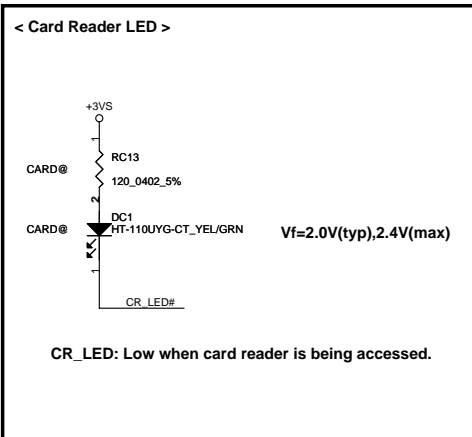 < Card Reader LED >
+3VS
1
RC13
CARD@
120_0402_5%
2
DC1
CARD@
HT-110UYG-CT_YEL/GRN
Vf=2.0V(typ),2.4V(max)
1
CR_LED#
CR_LED: Low when card reader is being accessed.